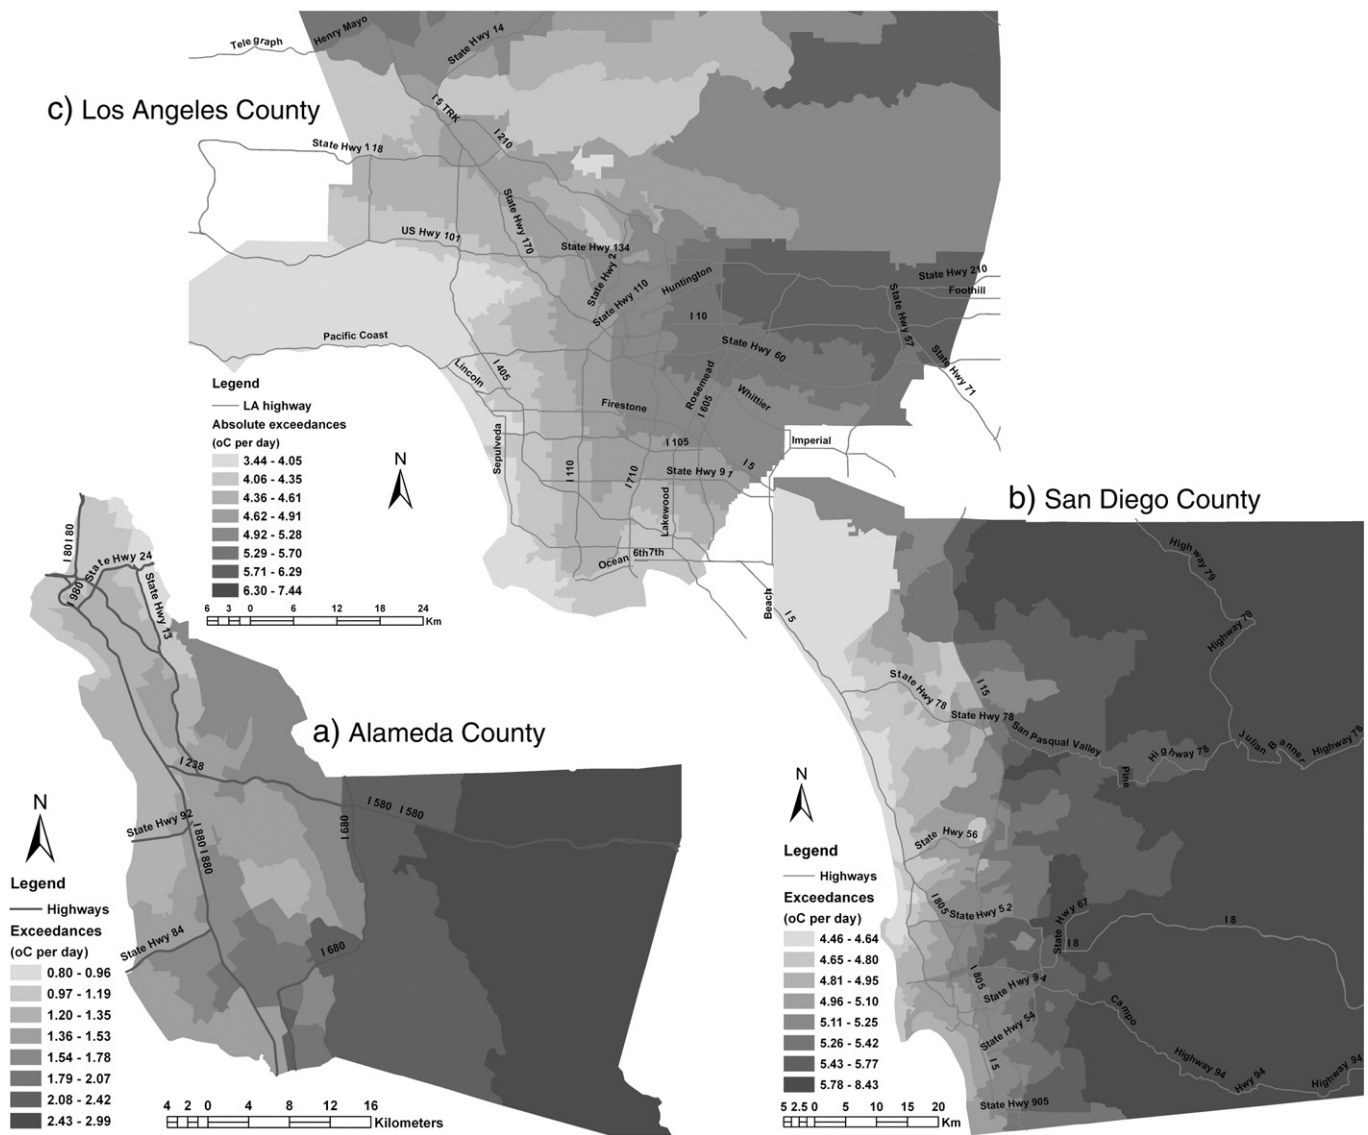 c) Los Angeles County
Telegraph
Henry Mayo
State Hwy 14
I 5 TRK
I 210
State Hwy 118
State Hwy 170
US Hwy 101
State Hwy 134
State Hwy 2
State Hwy 110
Huntington
State Hwy 210
Foothill
State Hwy 57
I 10
State Hwy 60
State Hwy 71
Pacific Coast
Lincoln
I 405
Rosemead
I 605
Whittier
Firestone
Sepulveda
I 105
Imperial
I 110
I 710
State Hwy 91
I 5
Lakewood
Ocean
6th7th
Beach
Legend
LA highway
Absolute exceedances
(oC per day)
3.44 - 4.05
4.06 - 4.35
4.36 - 4.61
4.62 - 4.91
4.92 - 5.28
5.29 - 5.70
5.71 - 6.29
6.30 - 7.44
N
6 3 0 6 12 18 24
Km
b) San Diego County
Highway 79
Highway 79
I 5
State Hwy 78
I 15
State Hwy 78
San Pasqual Valley
Highway 78
Pine
Julian
Banner
Highway 78
State Hwy 56
I 805
State Hwy 52
State Hwy 67
I 8
I 8
I 805
State Hwy 94
Campo
State Hwy 54
I 5
Highway 94
Hwy 94
Highway 94
State Hwy 905
N
Legend
Highways
Exceedances
(oC per day)
4.46 - 4.64
4.65 - 4.80
4.81 - 4.95
4.96 - 5.10
5.11 - 5.25
5.26 - 5.42
5.43 - 5.77
5.78 - 8.43
5 2.5 0 5 10 15 20
Km
a) Alameda County
I 80 I 80
State Hwy 24
I 980
State Hwy 13
I 238
I 580 I 580
I 680
State Hwy 92
I 880 I 880
State Hwy 84
I 680
N
Legend
Highways
Exceedances
(oC per day)
0.80 - 0.96
0.97 - 1.19
1.20 - 1.35
1.36 - 1.53
1.54 - 1.78
1.79 - 2.07
2.08 - 2.42
2.43 - 2.99
4 2 0 4 8 12 16
Kilometers